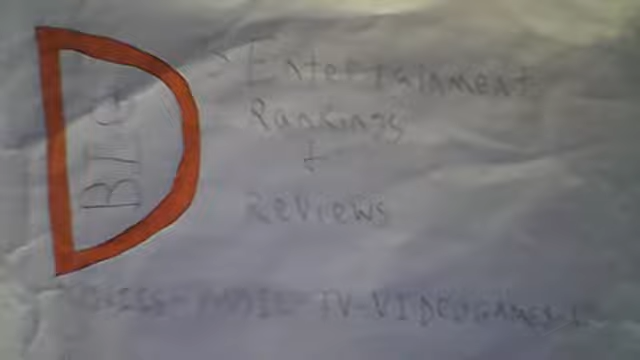 D
BIG
Entertainment
Rankings
+
Reviews
MUSIC-TV-VIDEOGAMES